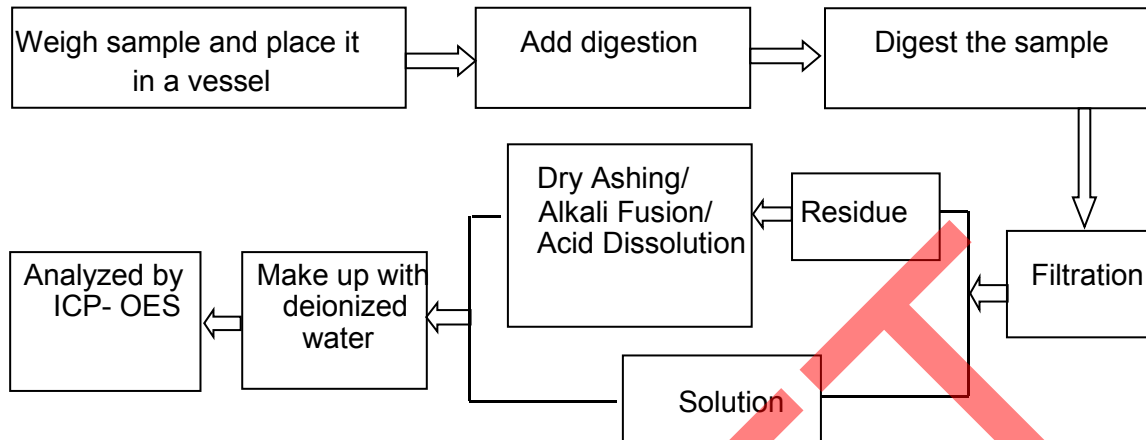 Weigh sample and place it
in a vessel
Add digestion
Digest the sample
Filtration
Residue
Dry Ashing/
Alkali Fusion/
Acid Dissolution
Solution
Make up with
deionized
water
Analyzed by
ICP- OES